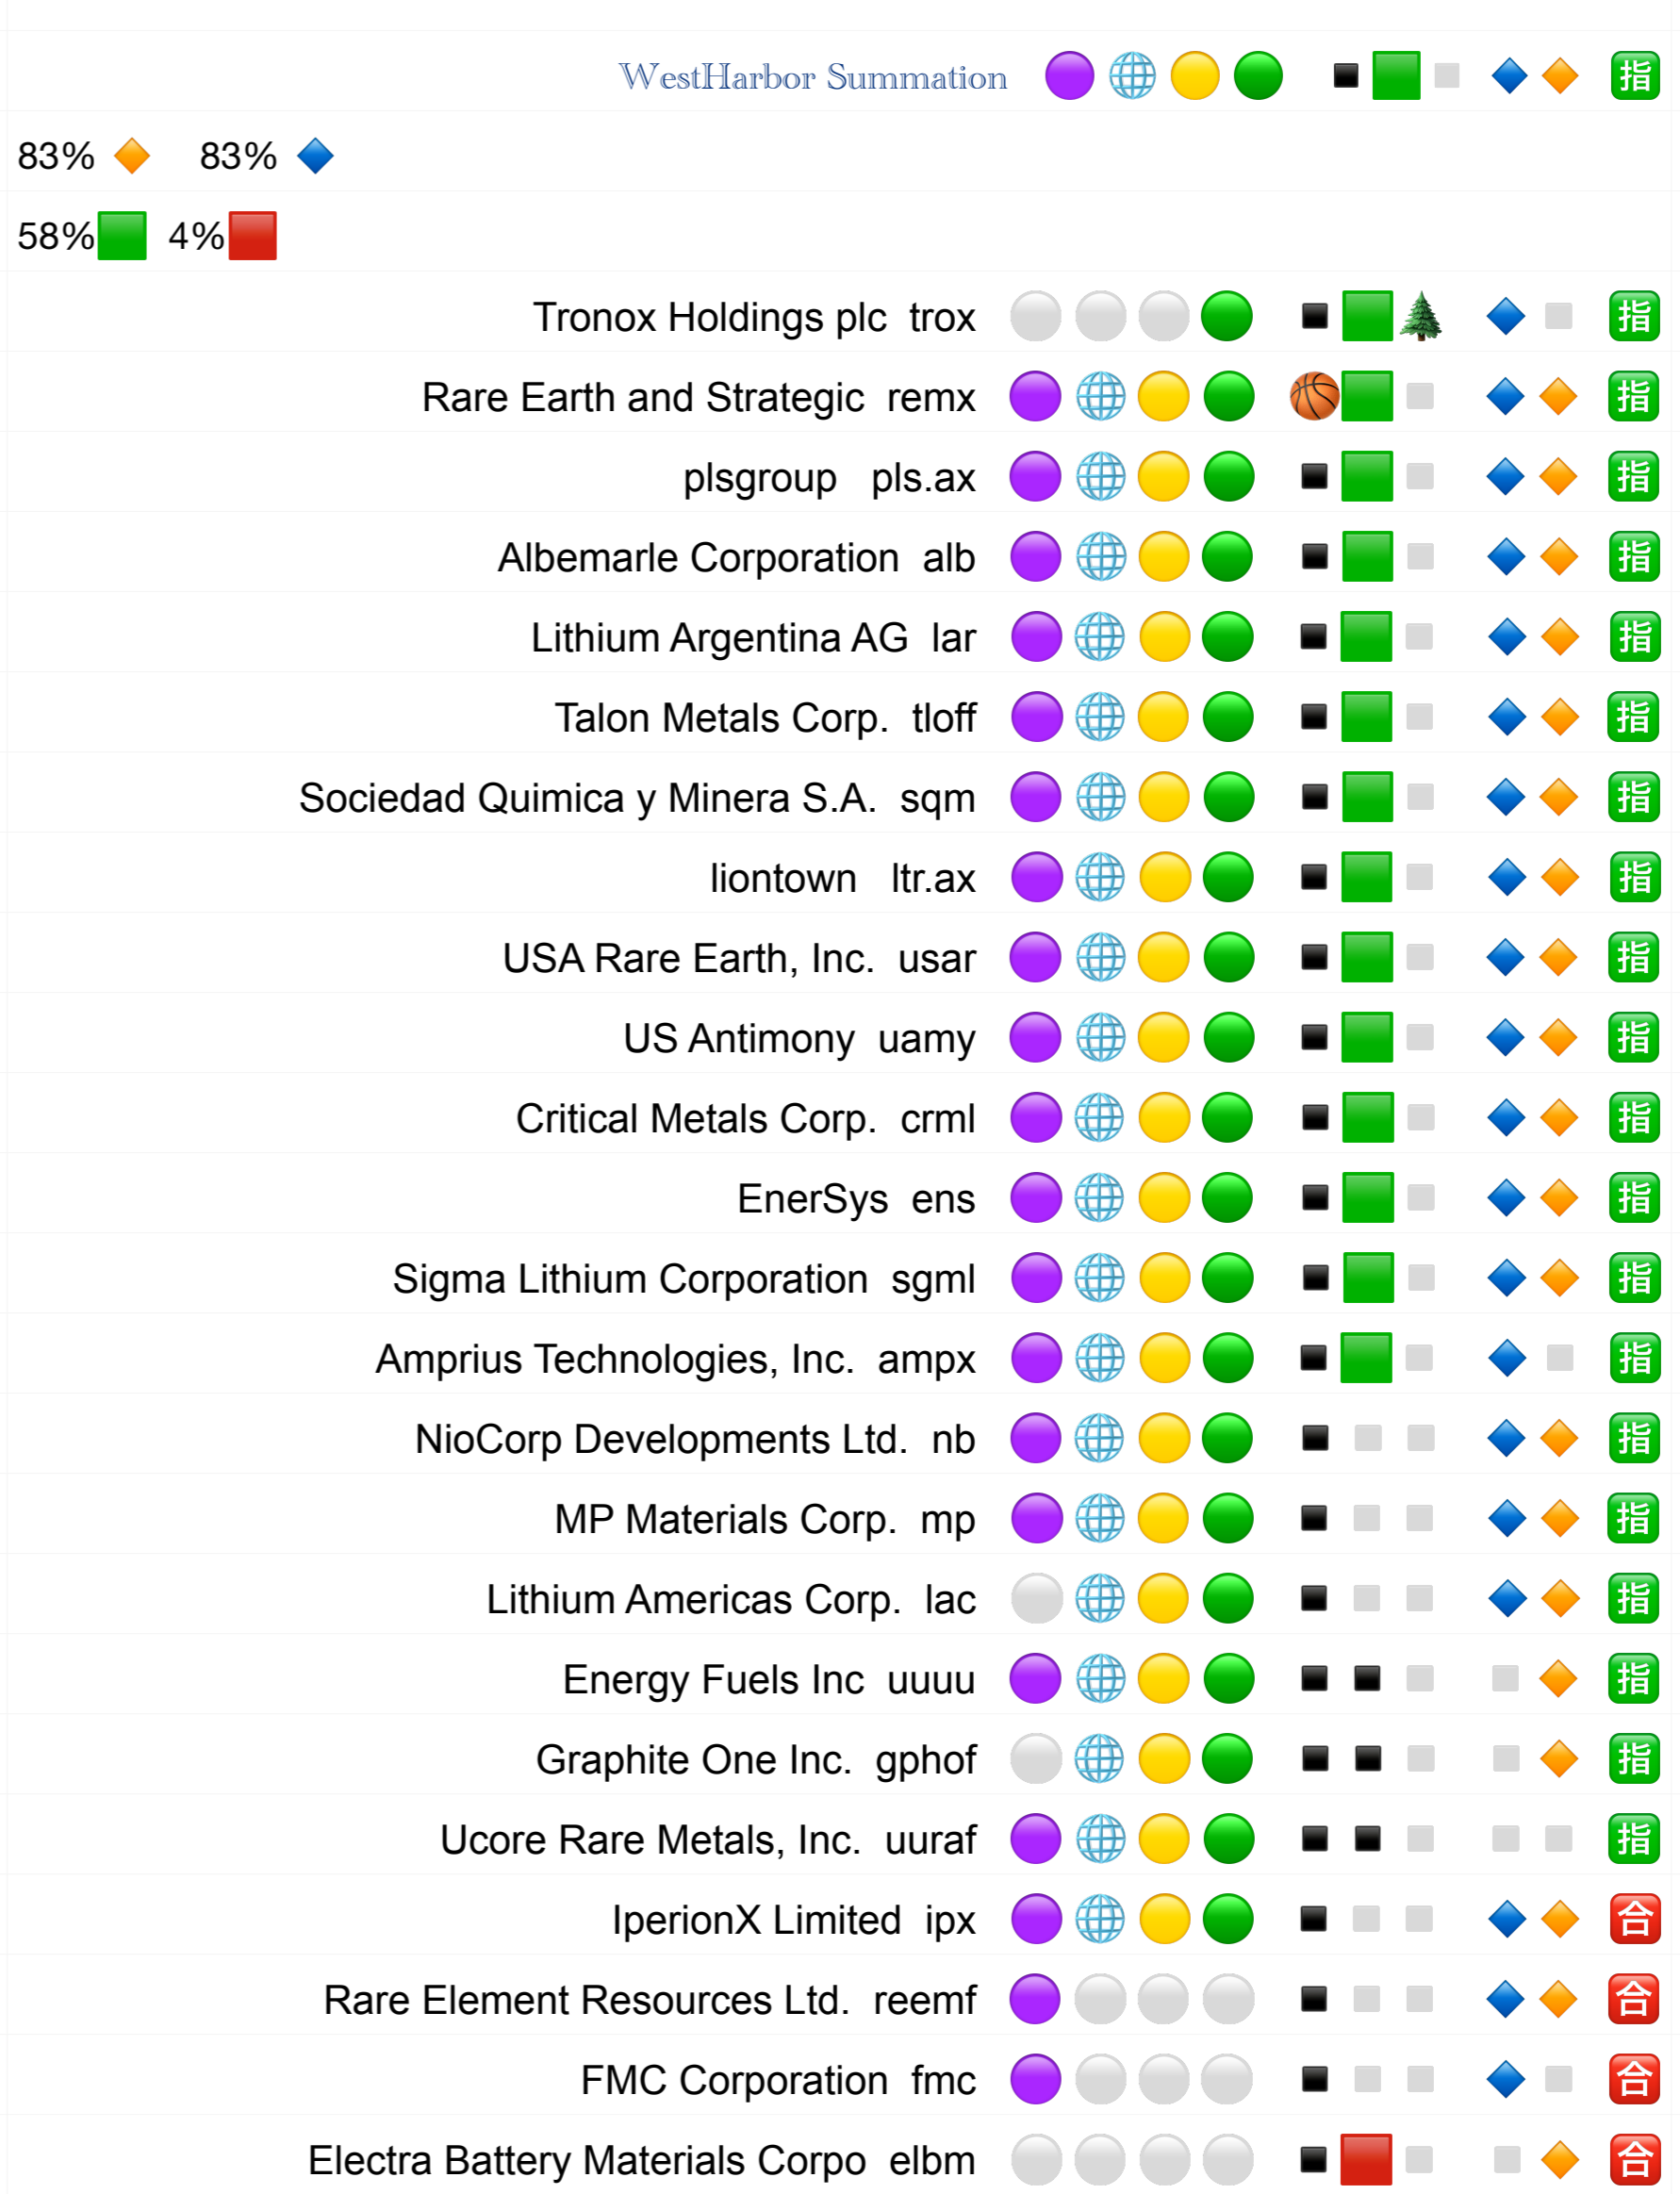 WestHarbor Summation 指
83% 83%
58% 4%
Tronox Holdings plc trox 指
Rare Earth and Strategic remx 指
plsgroup pls.ax 指
Albemarle Corporation alb 指
Lithium Argentina AG lar 指
Talon Metals Corp. tloff 指
Sociedad Quimica y Minera S.A. sqm 指
liontown ltr.ax 指
USA Rare Earth, Inc. usar 指
US Antimony uamy 指
Critical Metals Corp. crml 指
EnerSys ens 指
Sigma Lithium Corporation sgml 指
Amprius Technologies, Inc. ampx 指
NioCorp Developments Ltd. nb 指
MP Materials Corp. mp 指
Lithium Americas Corp. lac 指
Energy Fuels Inc uuuu 指
Graphite One Inc. gphof 指
Ucore Rare Metals, Inc. uuraf 指
IperionX Limited ipx 合
Rare Element Resources Ltd. reemf 合
FMC Corporation fmc 合
Electra Battery Materials Corpo elbm 合